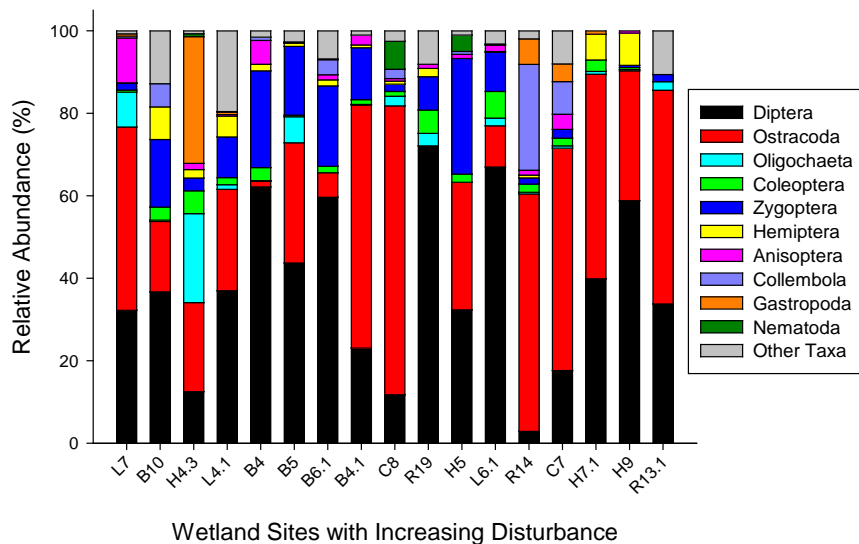 100
80
60
40
20
0
Relative Abundance (%)
L7
B10
H4.3
L4.1
B4
B5
B6.1
B4.1
C8
R19
H5
L6.1
R14
C7
H7.1
H9
R13.1
Wetland Sites with Increasing Disturbance
Diptera
Ostracoda
Oligochaeta
Coleoptera
Zygoptera
Hemiptera
Anisoptera
Collembola
Gastropoda
Nematoda
Other Taxa